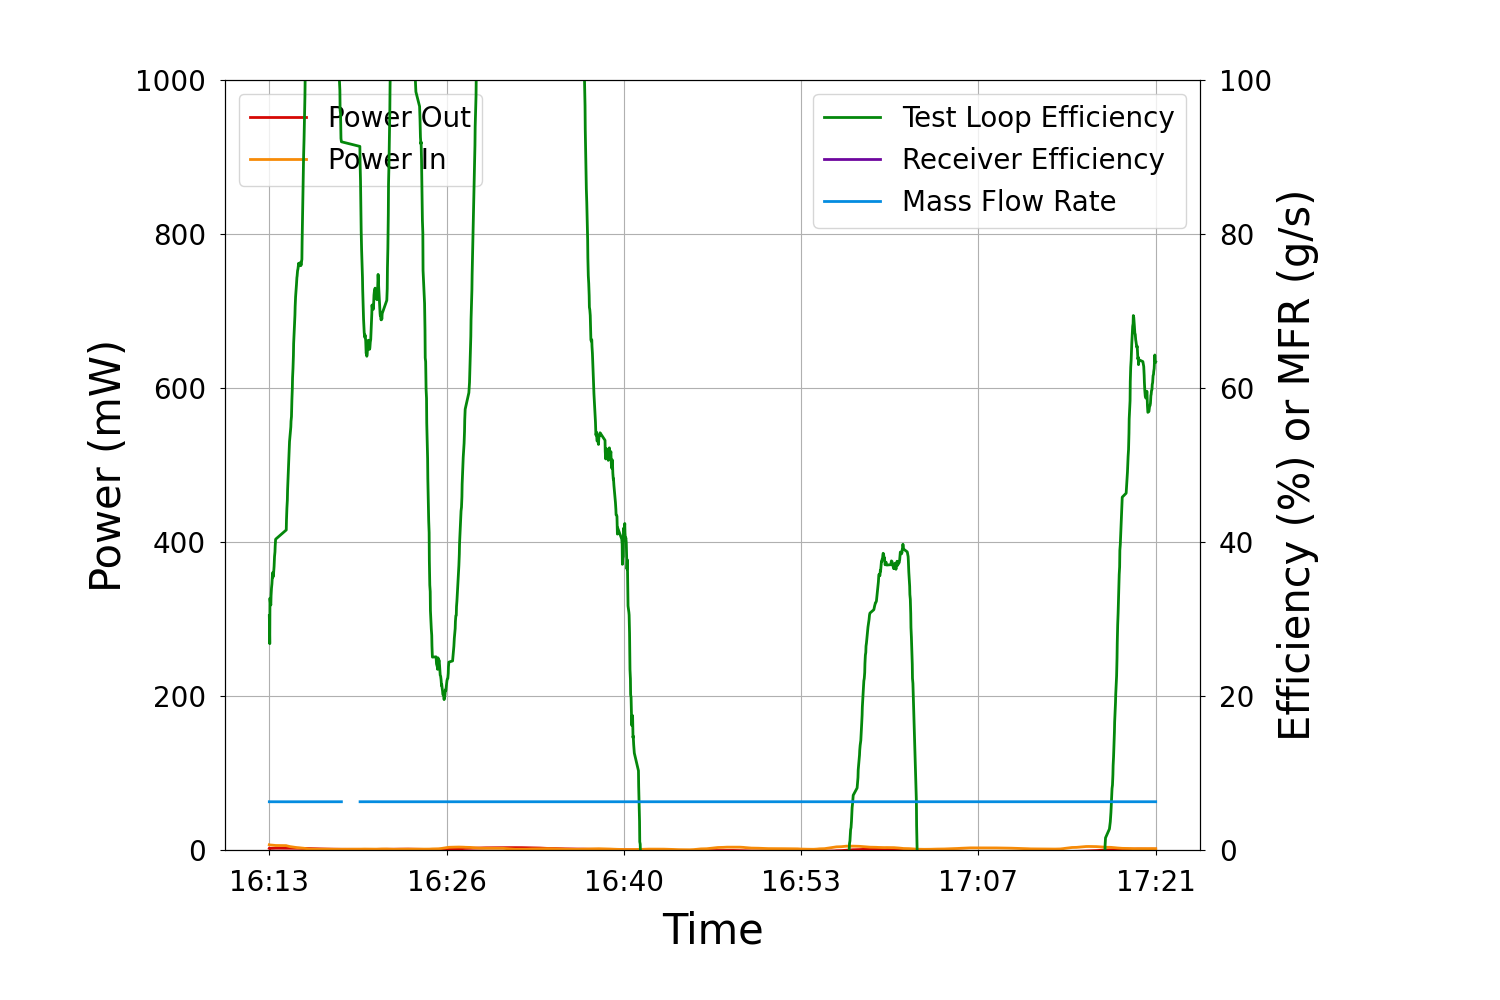 1000
800
600
400
200
0
Power (mW)
Power Out
Power In
Test Loop Efficiency
Receiver Efficiency
Mass Flow Rate
100
80
60
40
20
0
Efficiency (%) or MFR (g/s)
16:13 16:26 16:40 16:53 17:07 17:21
Time